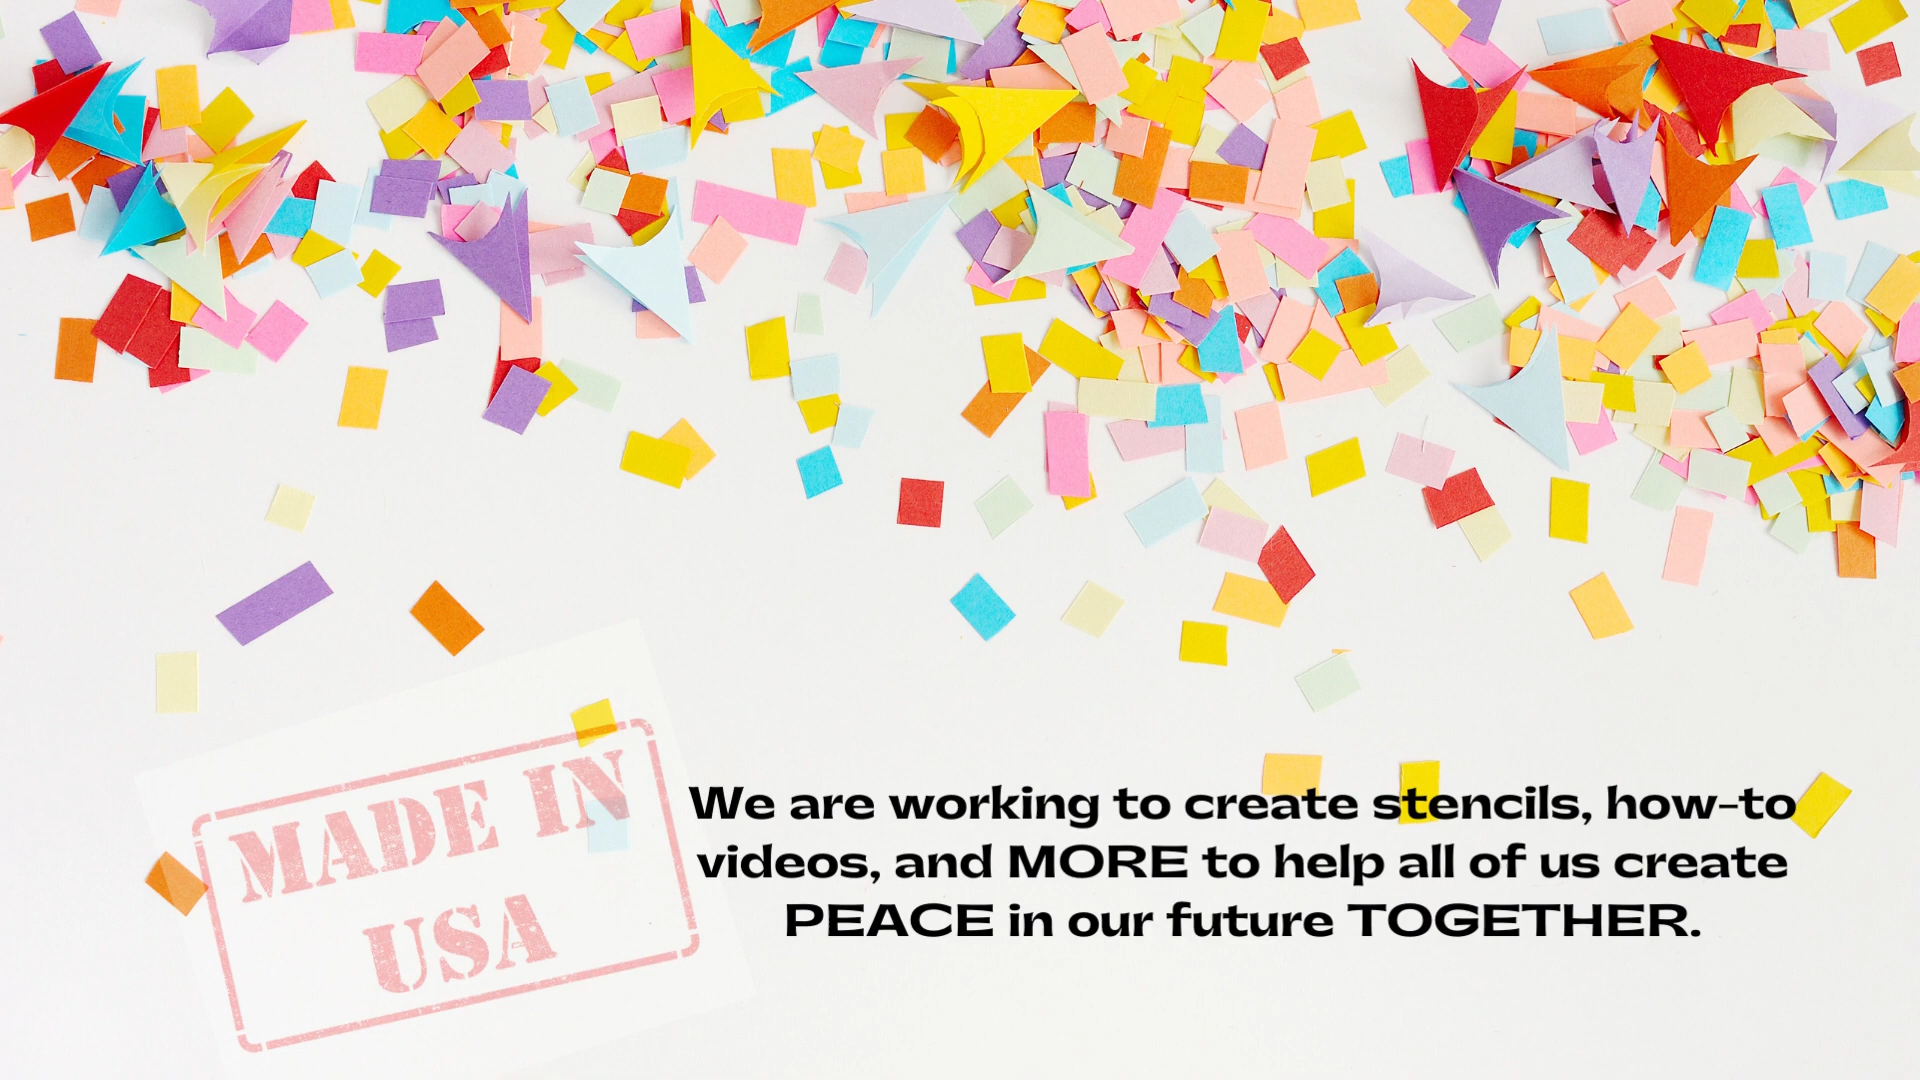 MADE IN
USA
We are working to create stencils, how-to
videos, and MORE to help all of us create
PEACE in our future TOGETHER.